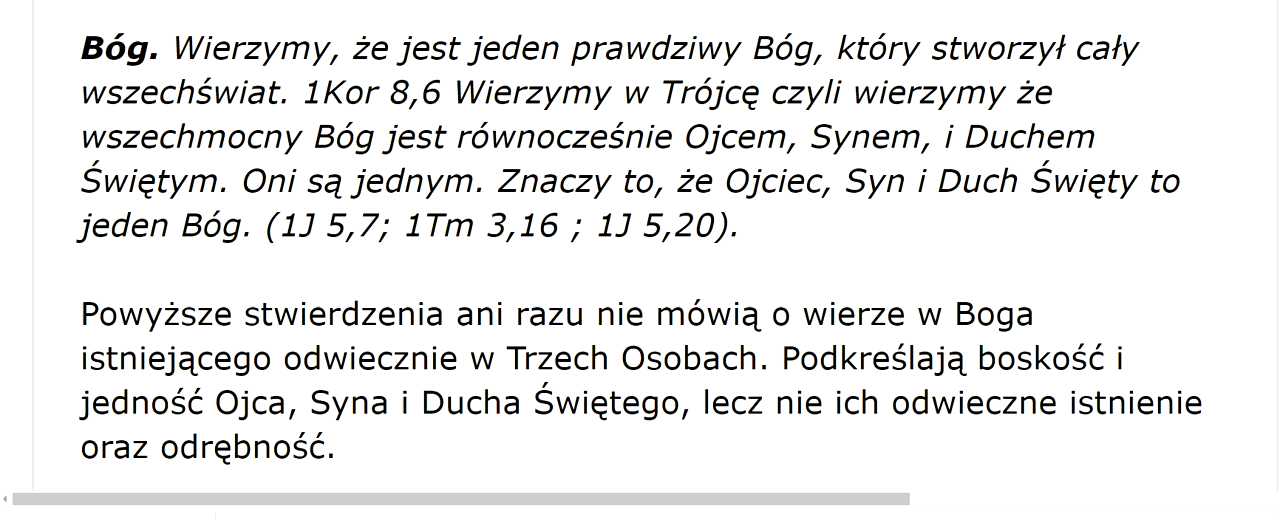 Bóg. Wierzymy, że jest jeden prawdziwy Bóg, który stworzył cały
wszechświat. 1Kor 8,6 Wierzymy w Trójcę czyli wierzymy że
wszechmocny Bóg jest równocześnie Ojcem, Synem, i Duchem
Świętym. Oni są jednym. Znaczy to, że Ojciec, Syn i Duch Święty to
jeden Bóg. (1J 5,7; 1Tm 3,16 ; 1J 5,20).
Powyższe stwierdzenia ani razu nie mówią o wierze w Boga
istniejącego odwiecznie w Trzech Osobach. Podkreślają boskość i
jedność Ojca, Syna i Ducha Świętego, lecz nie ich odwieczne istnienie
oraz odrębność.